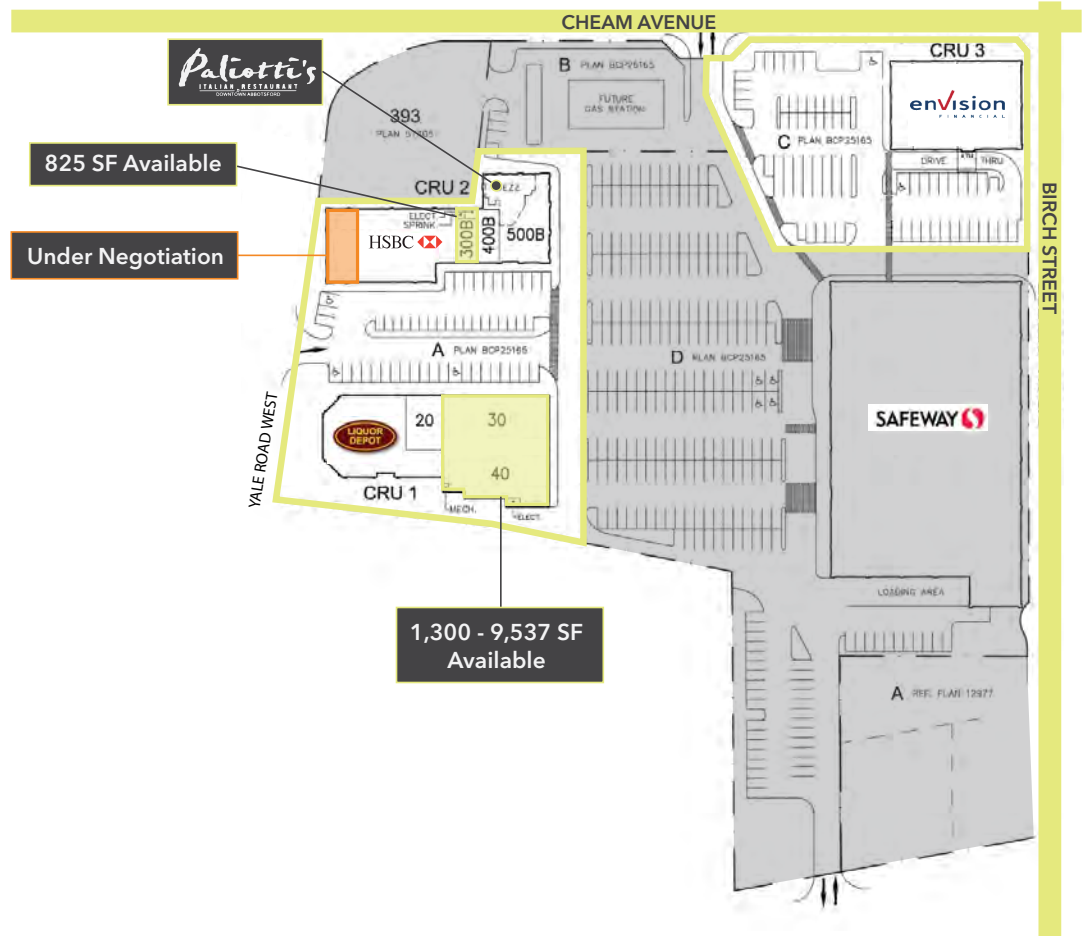 CHEAM AVENUE
Paliotti's
ITALIAN RESTAURANT
DOWNTOWN ABBOTSFORD
B PLAN BCP25165
FUTURE
GAS STATION
CRU 3
enVision
FINANCIAL
C PLAN BCP25165
DRIVE ATM THRU
393
825 SF Available
CRU 2
ELECT.
SPRINK.
HSBC
300B
400B
500B
Under Negotiation
BIRCH STREET
A PLAN BCP25165
D PLAN BCP25165
YALE ROAD WEST
LIQUOR
DEPOT
20
30
40
SAFEWAY
CRU 1
MECH.
ELECT.
LOADING AREA
1,300 - 9,537 SF
Available
A REF. PLAN 12977